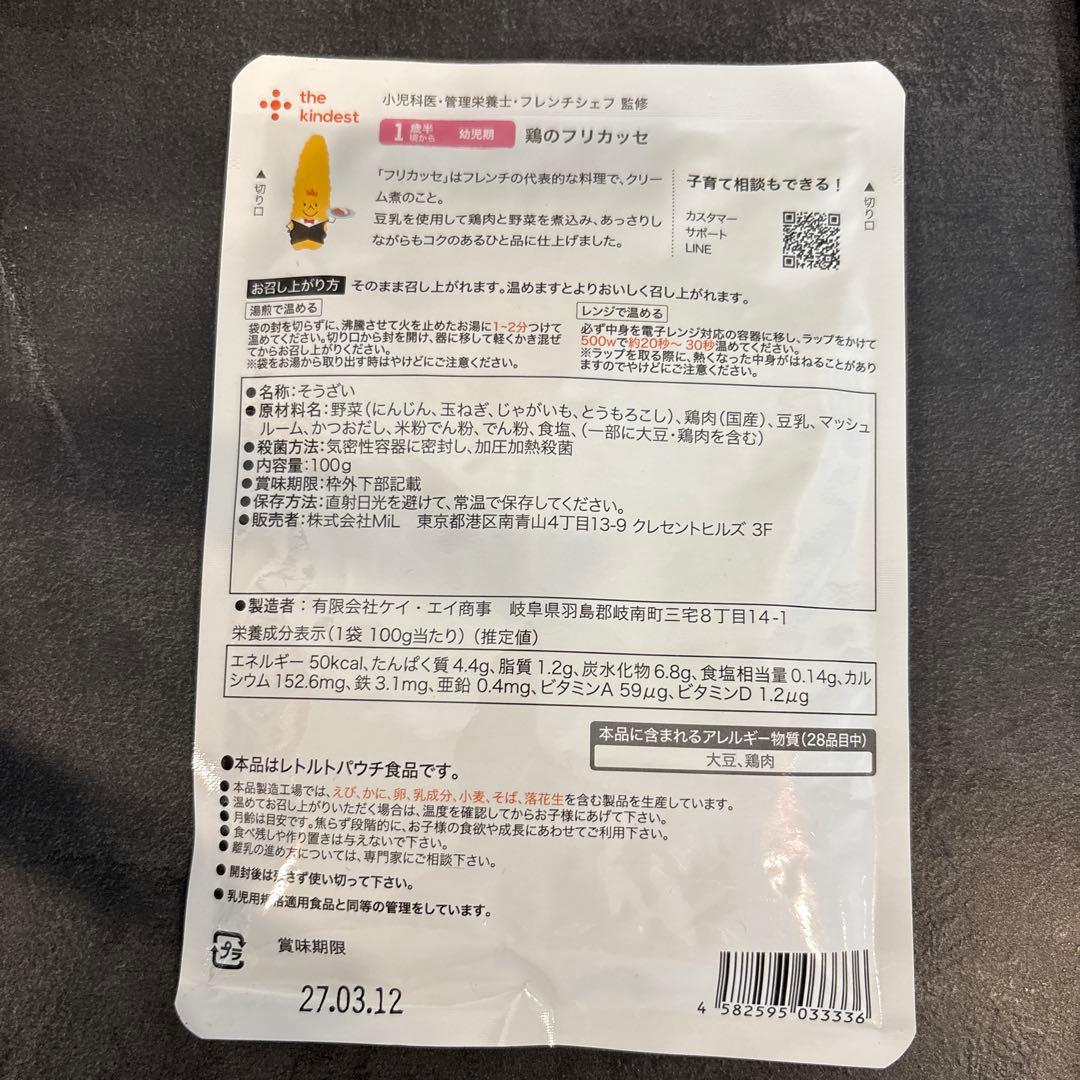 the
kindest
小児科医・管理栄養士・フレンチシェフ 監修
1歳半頃から 幼児期 鶏のフリカッセ
▲切り口
「フリカッセ」はフレンチの代表的な料理で、クリー
ム煮のこと。
豆乳を使用して鶏肉と野菜を煮込み、あっさりし
ながらもコクのあるひと品に仕上げました。
子育て相談もできる！
カスタマー
サポート
LINE
▲切り口
お召し上がり方 そのまま召し上がれます。温めますとよりおいしく召し上がれます。
湯煎で温める
袋の封を切らずに、沸騰させて火を止めたお湯に1~2分つけて
温めてください。切り口から封を開け、器に移して軽くかき混ぜ
てからお召し上がりください。
※袋をお湯から取り出す時はやけどにご注意ください。
レンジで温める
必ず中身を電子レンジ対応の容器に移し、ラップをかけて
500wで約20秒～30秒温めてください。
※ラップを取る際に、熱くなった中身がはねることがあり
ますのでやけどにご注意ください。
●名称：そうざい
●原材料名：野菜（にんじん、玉ねぎ、じゃがいも、とうもろこし）、鶏肉（国産）、豆乳、マッシュ
ルーム、かつおだし、米粉でん粉、でん粉、食塩、（一部に大豆・鶏肉を含む）
●殺菌方法：気密性容器に密封し、加圧加熱殺菌
●内容量：100g
●賞味期限：枠外下部記載
●保存方法：直射日光を避けて、常温で保存してください。
●販売者：株式会社MiL 東京都港区南青山4丁目13-9 クレセントヒルズ 3F
●製造者：有限会社ケイ・エイ商事 岐阜県羽島郡岐南町三宅8丁目14-1
栄養成分表示（1袋 100g当たり）（推定値）
エネルギー 50kcal、たんぱく質 4.4g、脂質 1.2g、炭水化物 6.8g、食塩相当量 0.14g、カル
シウム 152.6mg、鉄 3.1mg、亜鉛 0.4mg、ビタミンA 59μg、ビタミンD 1.2μg
本品に含まれるアレルギー物質（28品目中）
大豆、鶏肉
●本品はレトルトパウチ食品です。
●本品製造工場では、えび、かに、卵、乳成分、小麦、そば、落花生を含む製品を生産しています。
●温めてお召し上がりいただく場合は、温度を確認してからお子様にあげて下さい。
●月齢は目安です。焦らず段階的に、お子様の食欲や成長にあわせてご利用下さい。
●食べ残しや作り置きは与えないで下さい。
●離乳の進め方については、専門家にご相談下さい。
●開封後は残さず使い切って下さい。
●乳児用規格適用食品と同等の管理をしています。
プラ
賞味期限
27.03.12
4 582595 033336